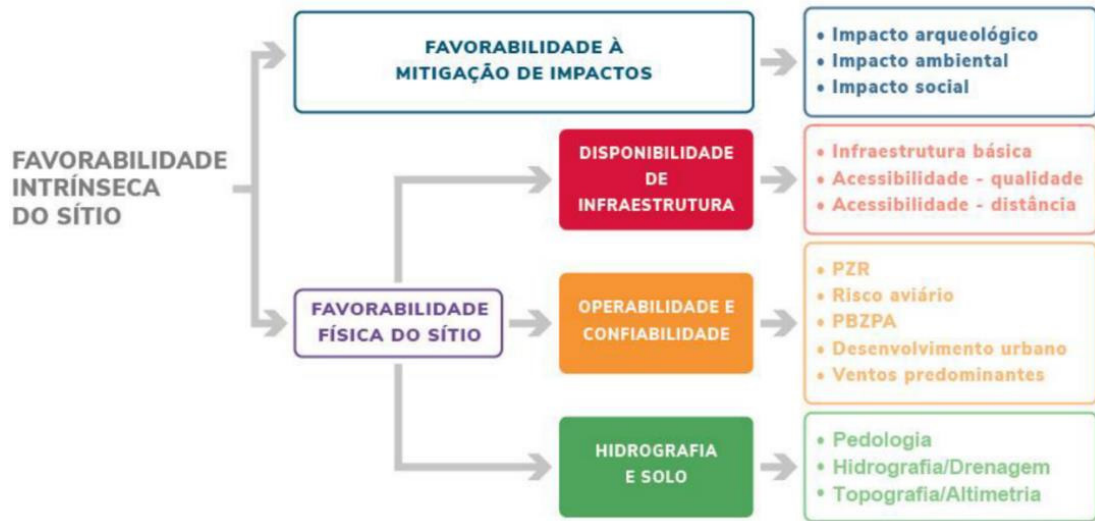 FAVORABILIDADE
INTRÍNSECA
DO SÍTIO
FAVORABILIDADE À
MITIGAÇÃO DE IMPACTOS
• Impacto arqueológico
• Impacto ambiental
• Impacto social
FAVORABILIDADE
FÍSICA DO SÍTIO
DISPONIBILIDADE
DE
INFRAESTRUTURA
• Infraestrutura básica
• Acessibilidade - qualidade
• Acessibilidade - distância
OPERABILIDADE E
CONFIABILIDADE
• PZR
• Risco aviário
• PBZPA
• Desenvolvimento urbano
• Ventos predominantes
HIDROGRAFIA
E SOLO
• Pedologia
• Hidrografia/Drenagem
• Topografia/Altimetria